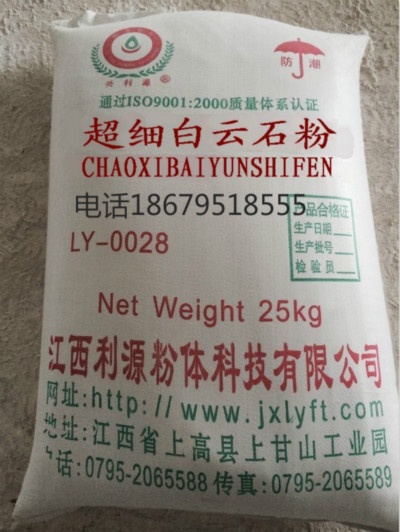 利源®
防潮
通过ISO9001:2000质量体系认证
超细白云石粉
CHAOXIBAIYUNSHIFEN
电话18679518555
产品合格证
生产日期
生产批号
检验员
LY-0028
Net Weight 25kg
江西利源粉体科技有限公司
网址:http://www.jxlyft.com
地址:江西省上高县上甘山工业园
电话:0795-2065588 传真:0795-2065589